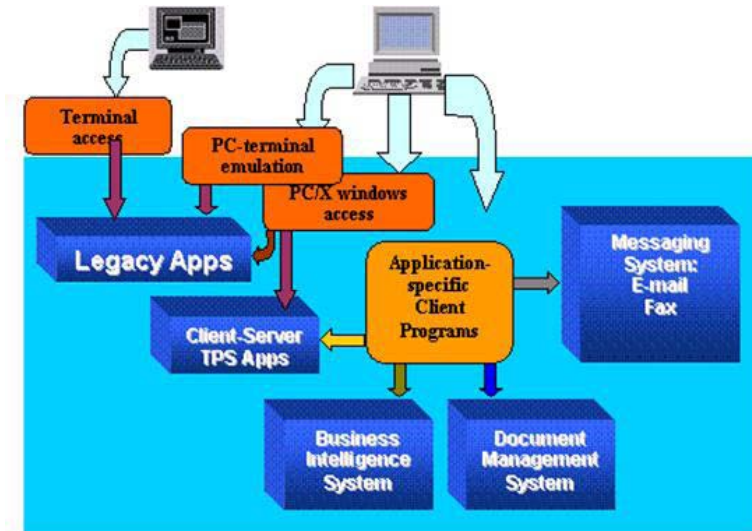 Terminal
access
PC-terminal
emulation
PC/X windows
access
Legacy Apps
Application-
specific
Client
Programs
Messaging
System:
E-mail
Fax
Client-Server
TPS Apps
Business
Intelligence
System
Document
Management
System